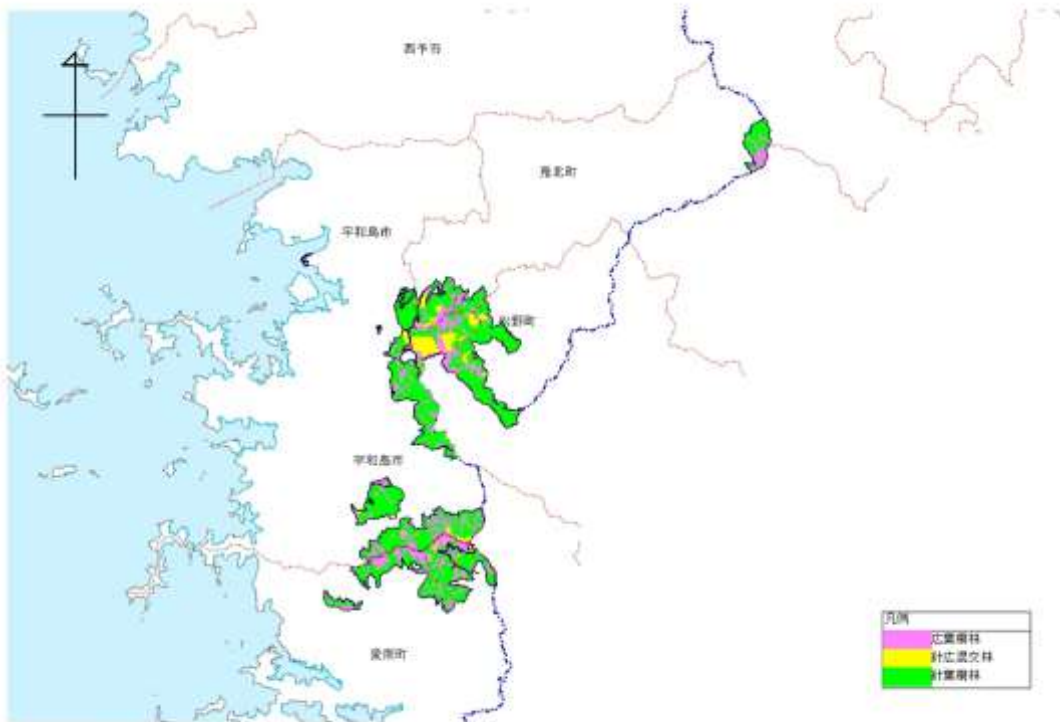 西予市
鬼北町
宇和島市
松野町
宇和島市
愛南町
凡例
広葉樹林
針広混交林
針葉樹林